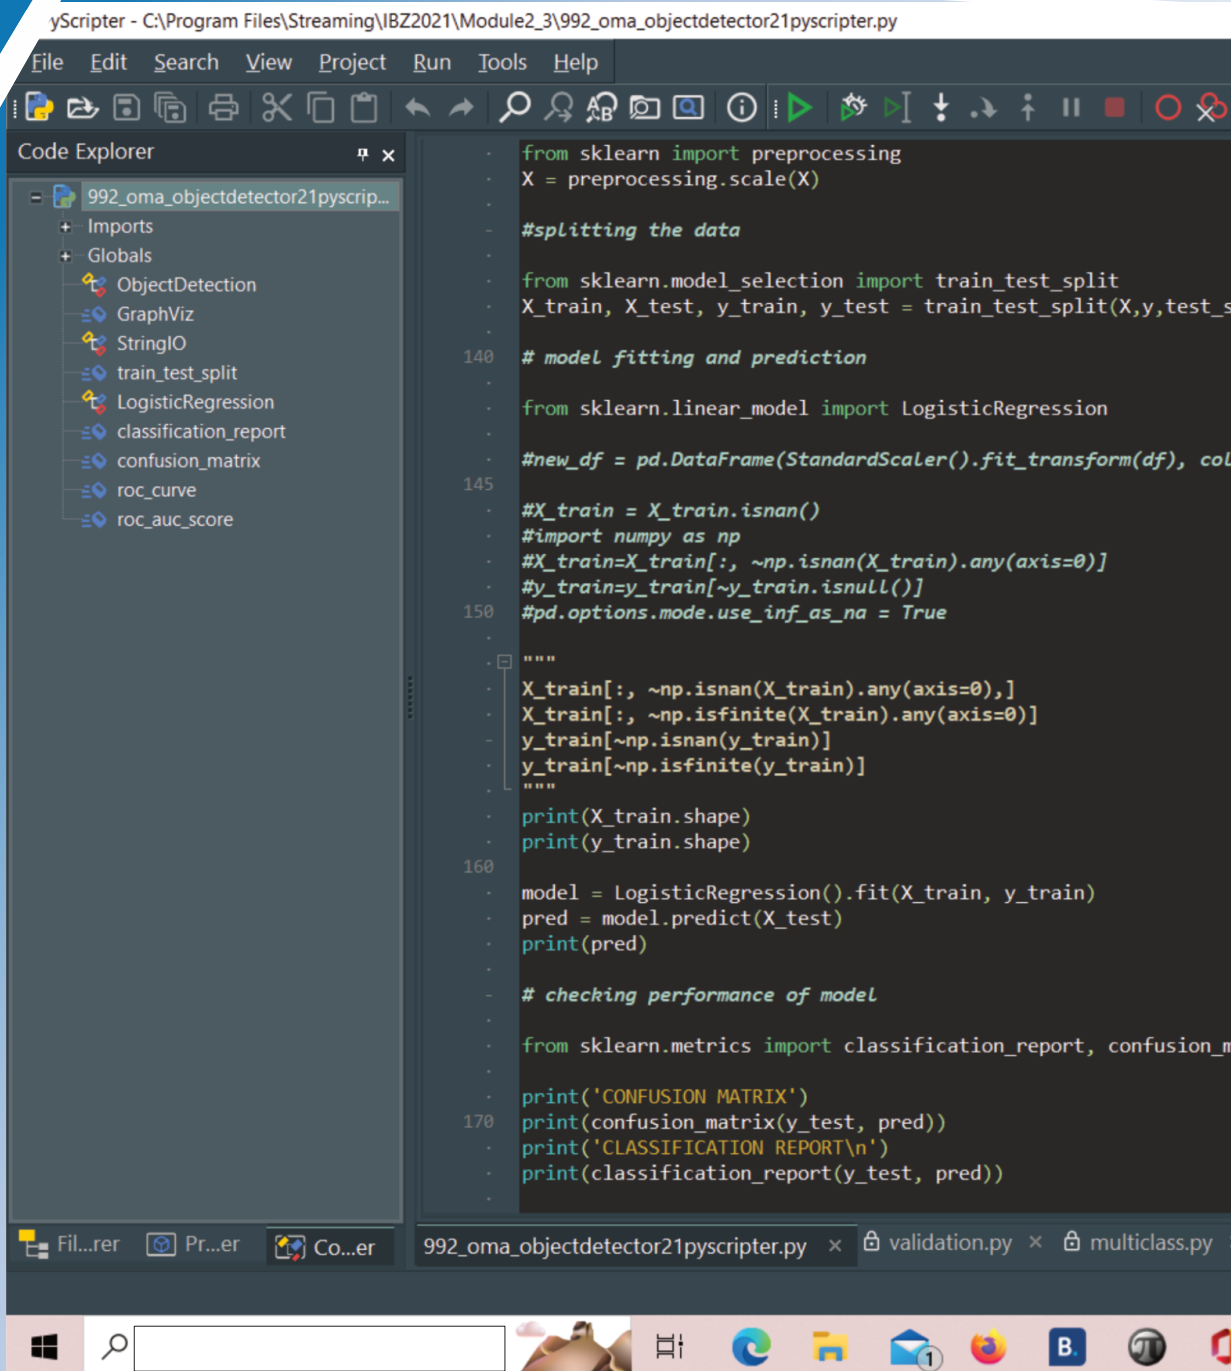 yScripter - C:\Program Files\Streaming\IBZ2021\Module2_3\992_oma_objectdetector21pyscripter.py
File Edit Search View Project Run Tools Help
Code Explorer
992_oma_objectdetector21pyscrip...
Imports
Globals
ObjectDetection
GraphViz
StringIO
train_test_split
LogisticRegression
classification_report
confusion_matrix
roc_curve
roc_auc_score
from sklearn import preprocessing
X = preprocessing.scale(X)
#splitting the data
from sklearn.model_selection import train_test_split
X_train, X_test, y_train, y_test = train_test_split(X,y,test_s
140 # model fitting and prediction
from sklearn.linear_model import LogisticRegression
#new_df = pd.DataFrame(StandardScaler().fit_transform(df), col
145
#X_train = X_train.isnan()
#import numpy as np
#X_train=X_train[:, ~np.isnan(X_train).any(axis=0)]
#y_train=y_train[~y_train.isnull()]
150 #pd.options.mode.use_inf_as_na = True
"""
X_train[:, ~np.isnan(X_train).any(axis=0),]
X_train[:, ~np.isfinite(X_train).any(axis=0)]
y_train[~np.isnan(y_train)]
y_train[~np.isfinite(y_train)]
"""
print(X_train.shape)
print(y_train.shape)
160
model = LogisticRegression().fit(X_train, y_train)
pred = model.predict(X_test)
print(pred)
# checking performance of model
from sklearn.metrics import classification_report, confusion_m
print('CONFUSION MATRIX')
170 print(confusion_matrix(y_test, pred))
print('CLASSIFICATION REPORT\n')
print(classification_report(y_test, pred))
Fil...rer Pr...er Co...er
992_oma_objectdetector21pyscripter.py × validation.py × multiclass.py
1 B.